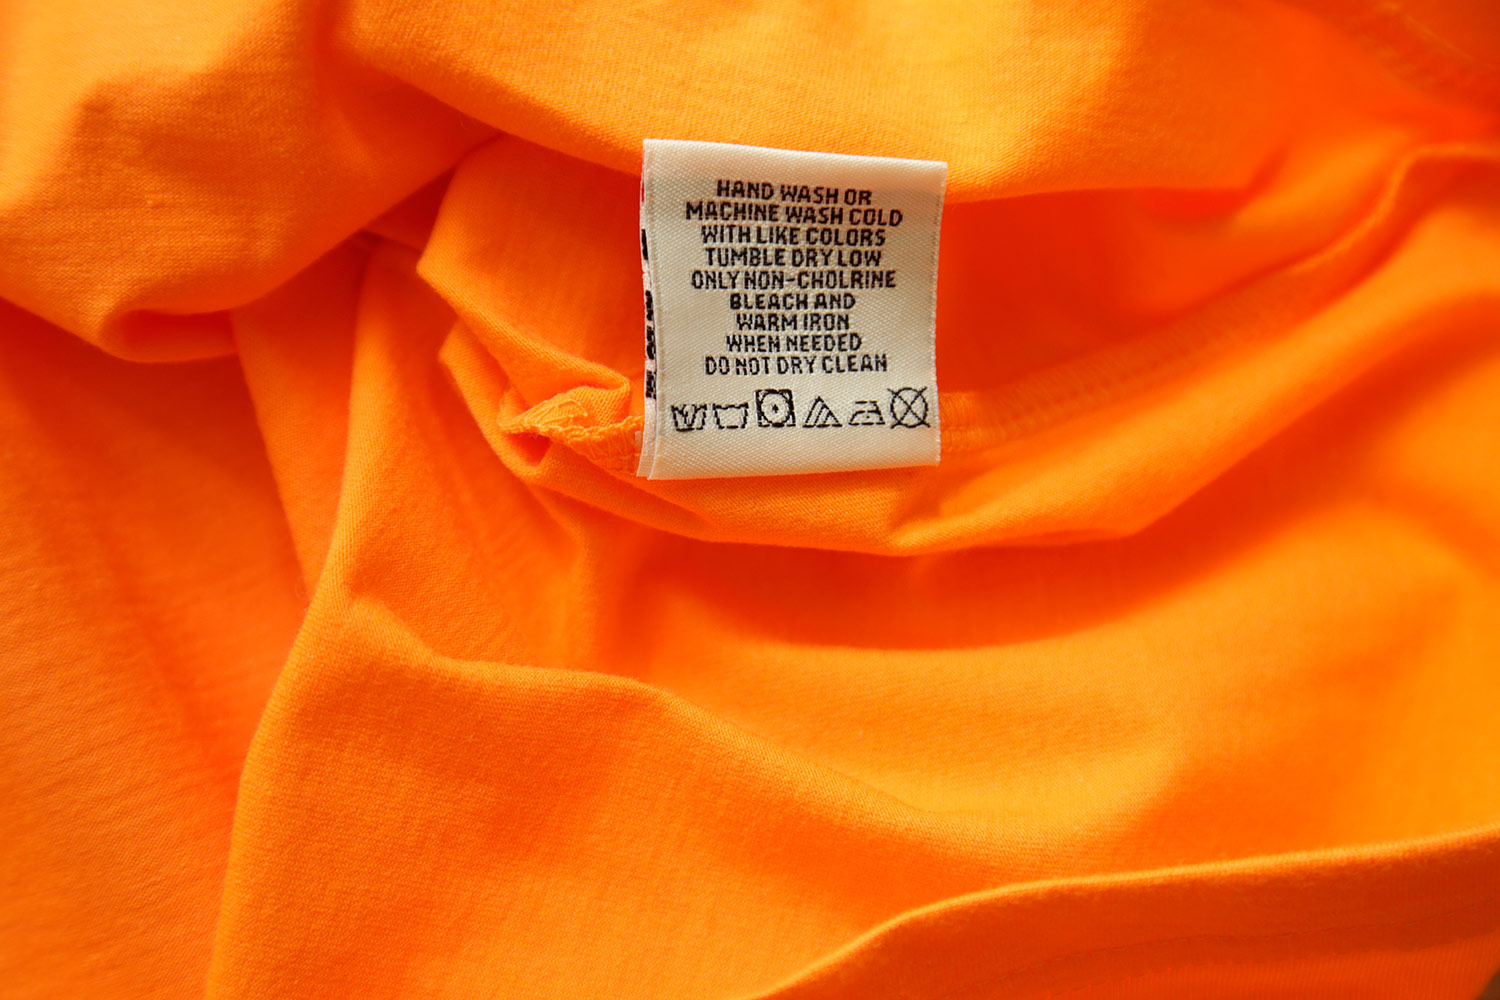 HAND WASH OR
MACHINE WASH COLD
WITH LIKE COLORS
TUMBLE DRY LOW
ONLY NON-CHOLRINE
BLEACH AND
WARM IRON
WHEN NEEDED
DO NOT DRY CLEAN